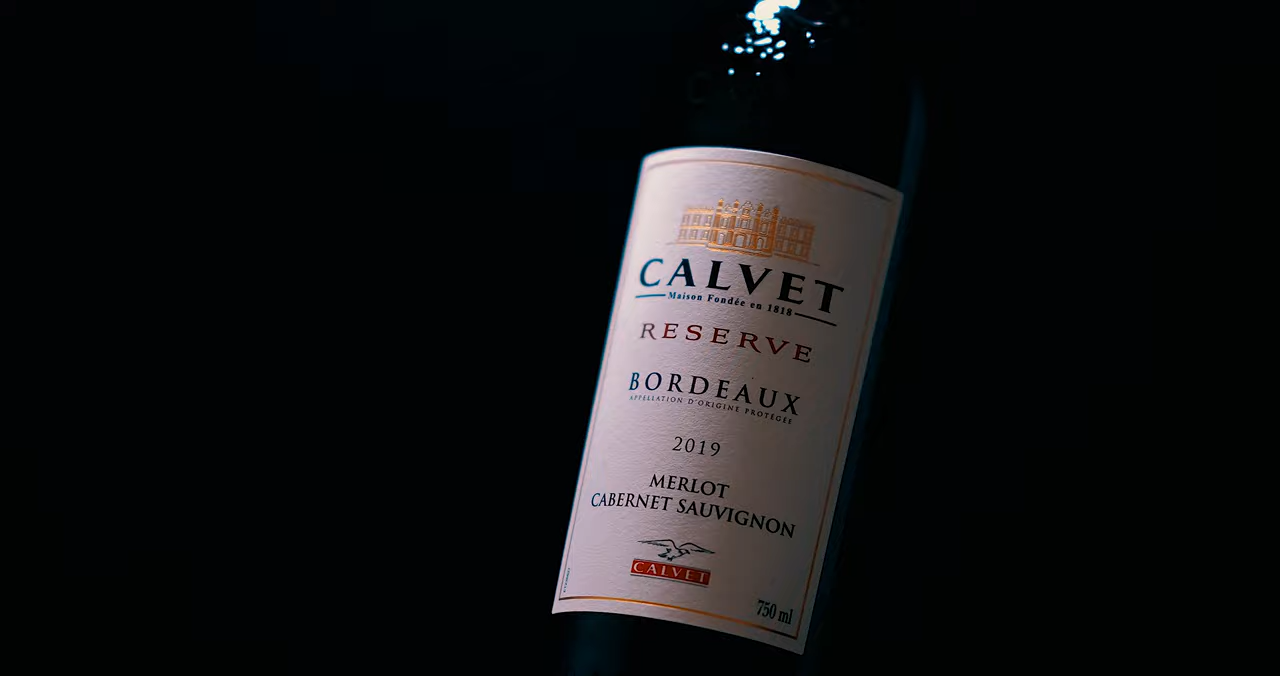 CALVET
Maison Fondée en 1818
RESERVE
BORDEAUX
APPELLATION D'ORIGINE PROTÉGÉE
2019
MERLOT
CABERNET SAUVIGNON
CALVET
750 ml